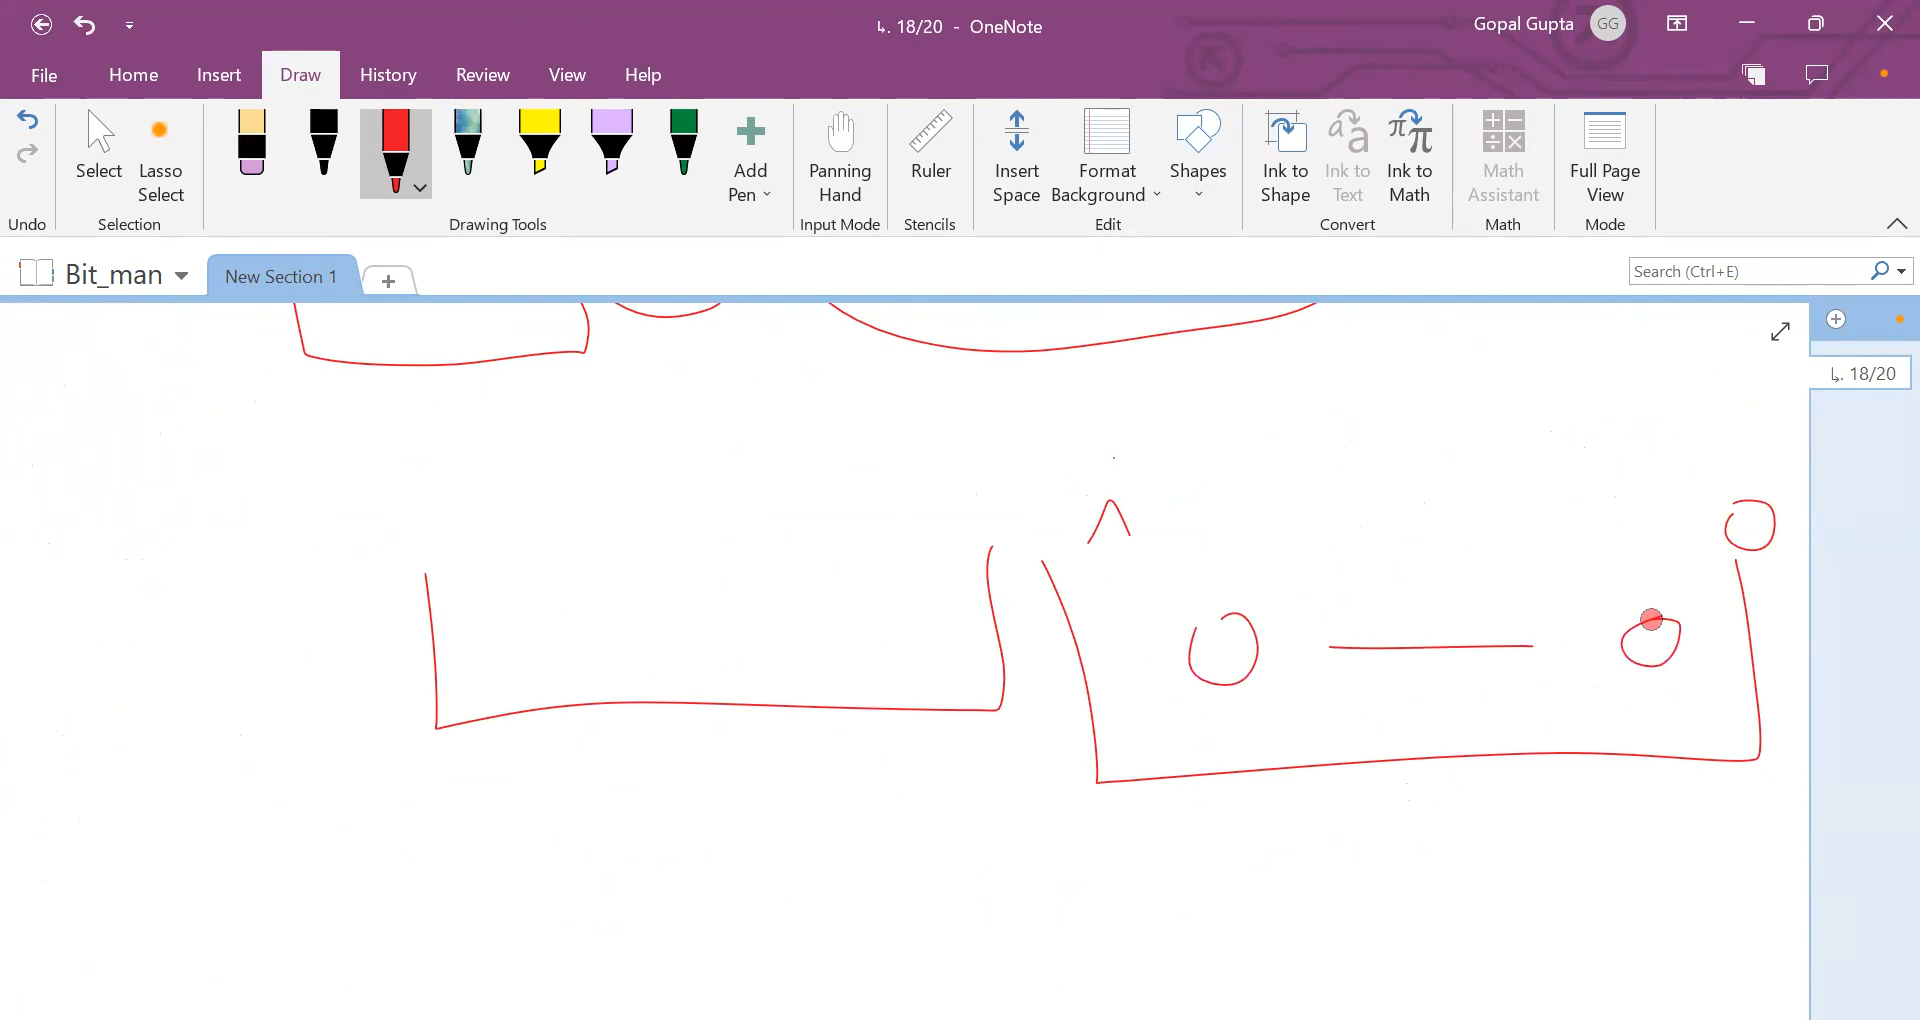 ↳. 18/20 - OneNote
Gopal Gupta GG
File Home Insert Draw History Review View Help
Select
Lasso
Select
Add
Pen
Panning
Hand
Ruler
Insert
Space
Format
Background
Shapes
Ink to
Shape
Ink to
Text
Ink to
Math
Math
Assistant
Full Page
View
Undo Selection Drawing Tools Input Mode Stencils Edit Convert Math Mode
Bit_man New Section 1 Search (Ctrl+E)
↳. 18/20
^ 0
0 — 0